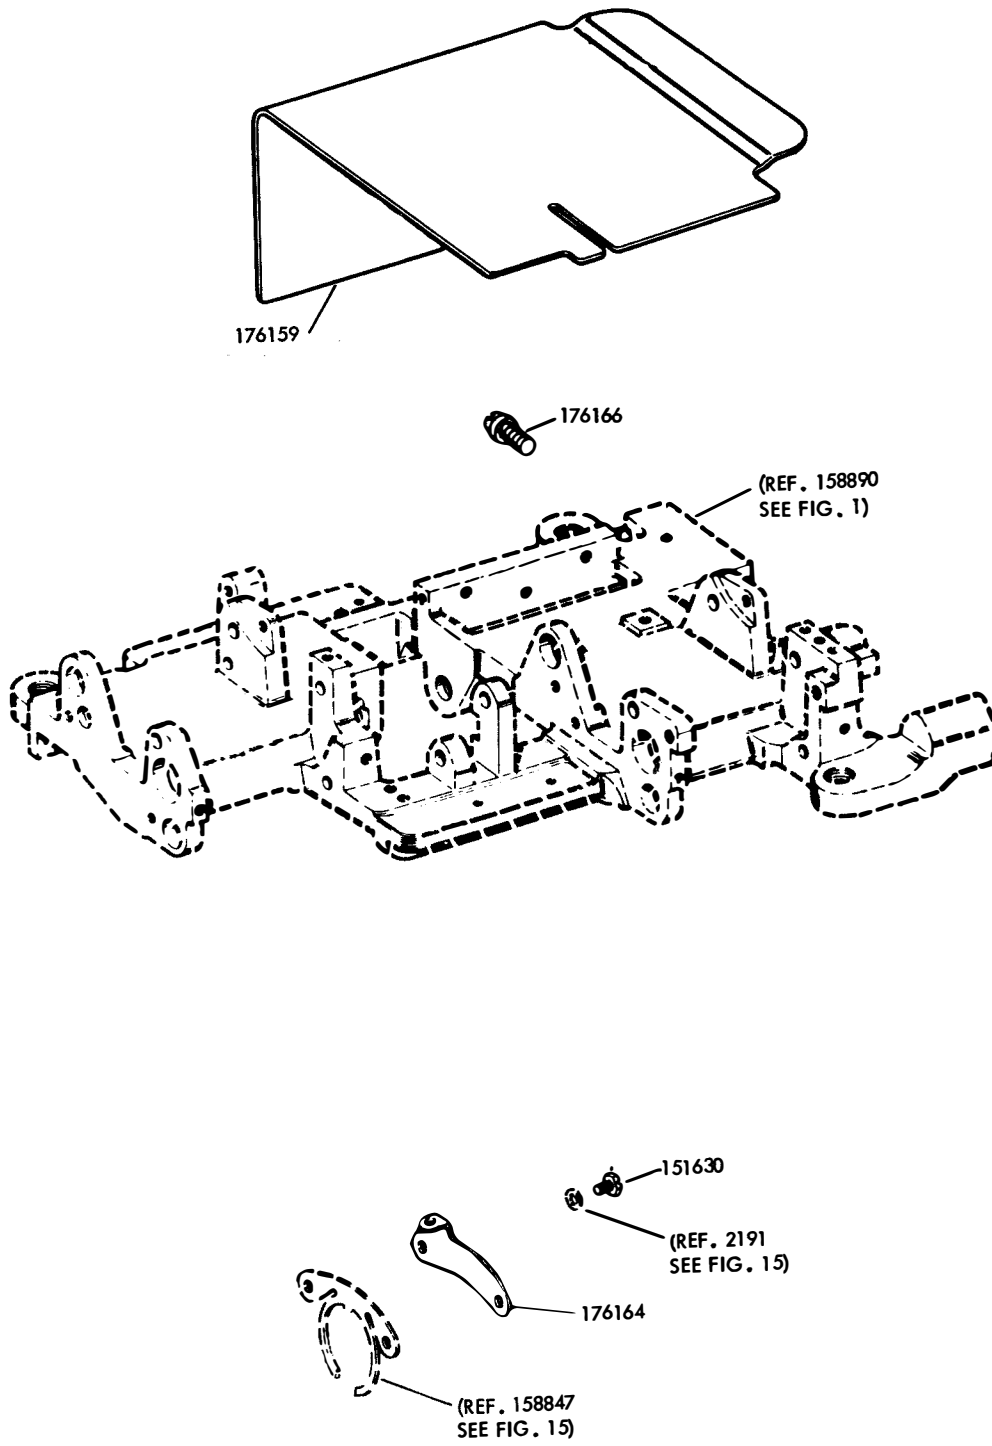 176159
176166
(REF. 158890
SEE FIG. 1)
151630
(REF. 2191
SEE FIG. 15)
176164
(REF. 158847
SEE FIG. 15)